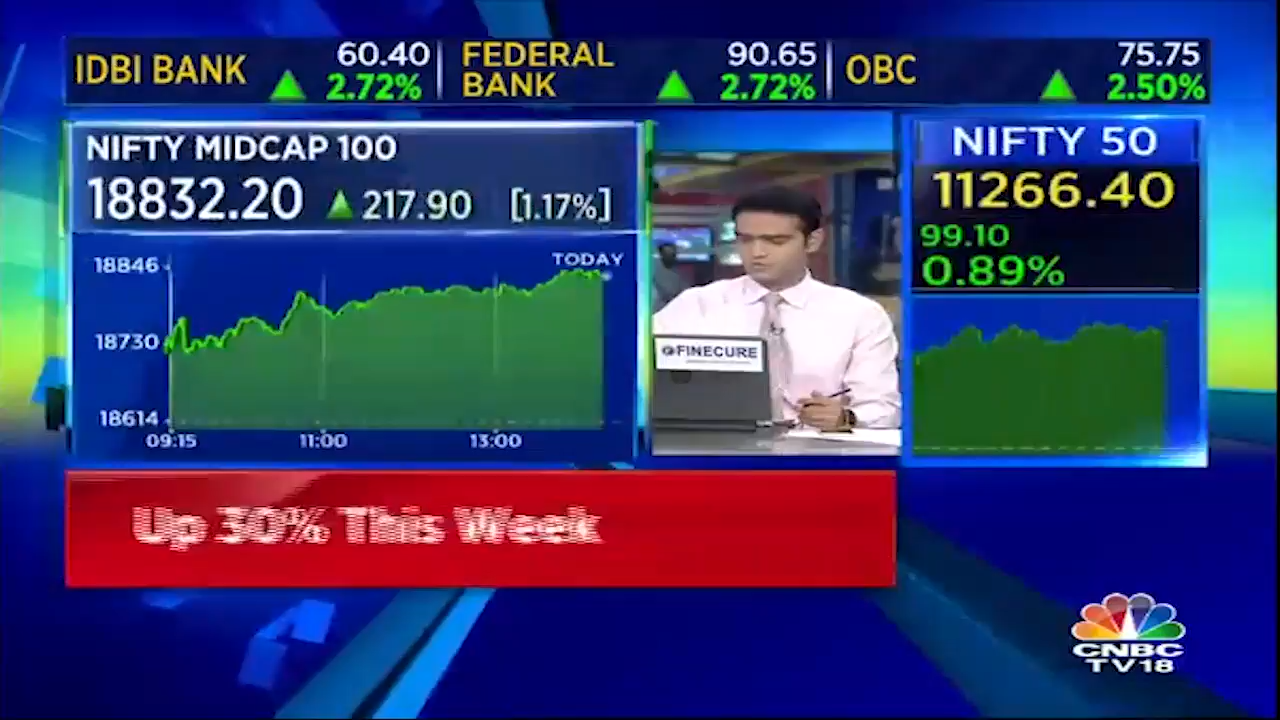 IDBI BANK
60.40
2.72%
FEDERAL
BANK
90.65
2.72%
OBC
75.75
2.50%
NIFTY MIDCAP 100
18832.20 217.90 [1.17%]
TODAY
18846
18730
18614
09:15 11:00 13:00
FINECURE
NIFTY 50
11266.40
99.10
0.89%
Up 30% This Week
CNBC
TV18